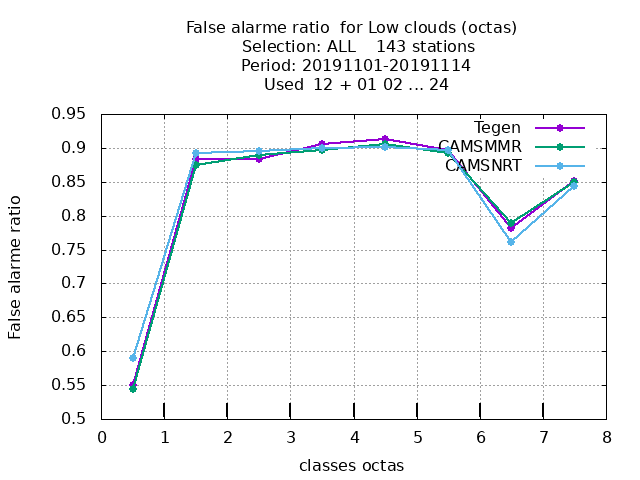 False alarme ratio  for Low clouds (octas)
Selection: ALL    143 stations
Period: 20191101-20191114
Used  12 + 01 02 ... 24
False alarme ratio
0.95
0.9
0.85
0.8
0.75
0.7
0.65
0.6
0.55
0.5
Tegen
CAMSMMR
CAMSNRT
0 1 2 3 4 5 6 7 8
classes octas